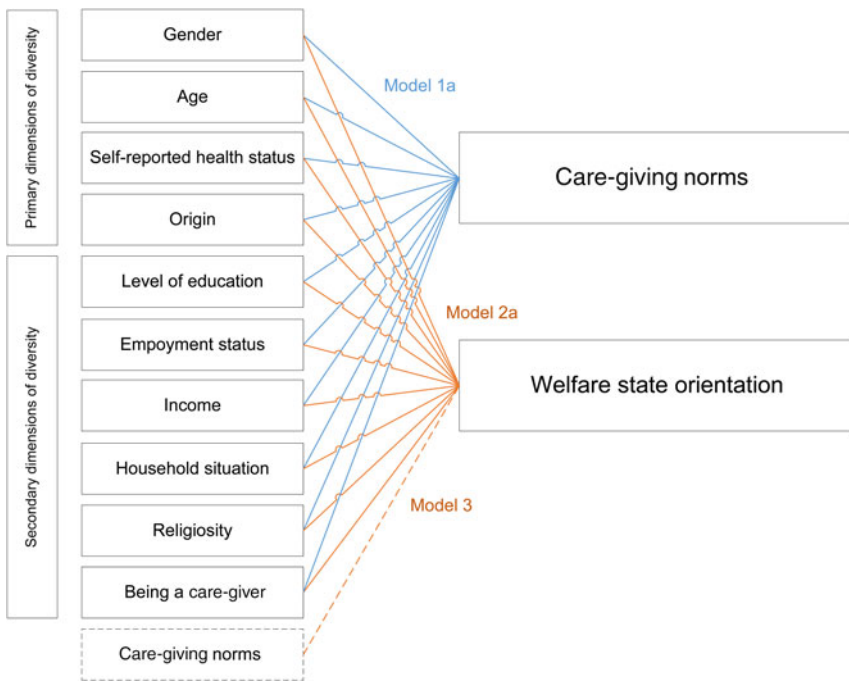 Primary dimensions of diversity
Gender
Age
Self-reported health status
Origin
Secondary dimensions of diversity
Level of education
Empoyment status
Income
Household situation
Religiosity
Being a care-giver
Care-giving norms
Model 1a
Care-giving norms
Model 2a
Welfare state orientation
Model 3